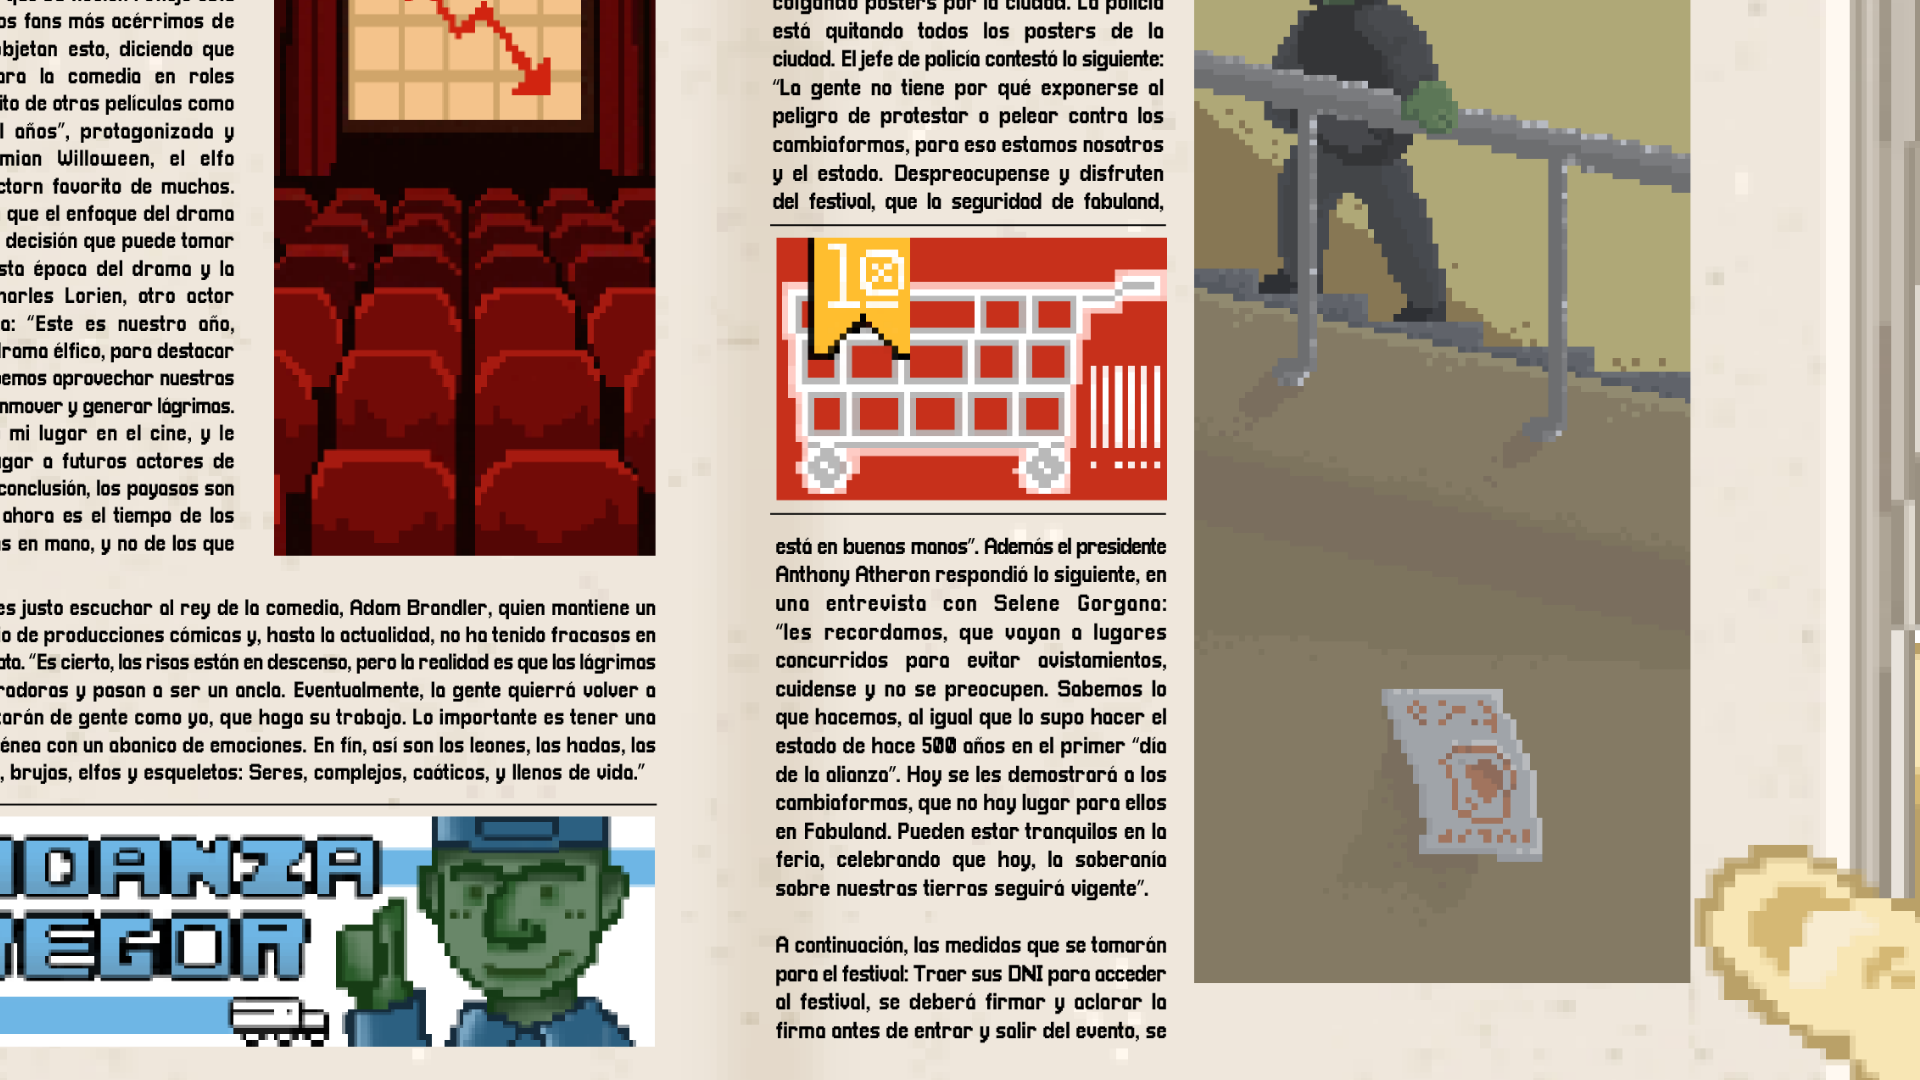 os fans más acérrimos de
objetan esto, diciendo que
ara la comedia en roles
ito de otras películas como
l años”, protagonizada y
mian Willoween, el elfo
ctorn favorito de muchos.
que el enfoque del drama
decisión que puede tomar
sta época del drama y la
harles Lorien, otro actor
a: “Este es nuestro año,
drama élfico, para destacar
emos aprovechar nuestras
nmover y generar lágrimas.
mi lugar en el cine, y le
ugar a futuros actores de
conclusión, los payasos son
ahora es el tiempo de los
s en mano, y no de los que
es justo escuchar al rey de la comedia, Adam Brandler, quien mantiene un
o de producciones cómicas y, hasta la actualidad, no ha tenido fracasos en
ata. “Es cierto, las risas están en descenso, pero la realidad es que las lágrimas
radoras y pasan a ser un ancla. Eventualmente, la gente querrá volver a
tarán de gente como yo, que haga su trabajo. Lo importante es tener una
énea con un abanico de emociones. En fín, así son los leones, las hadas, las
, brujas, elfos y esqueletos: Seres, complejos, caóticos, y llenos de vida.”
DANZA
TEGOR
colgando posters por la ciudad. La policía
está quitando todos los posters de la
ciudad. El jefe de policía contestó lo siguiente:
“La gente no tiene por qué exponerse al
peligro de protestar o pelear contra los
cambiaformas, para eso estamos nosotros
y el estado. Despreocupense y disfruten
del festival, que la seguridad de fabuland,
está en buenas manos”. Además el presidente
Anthony Atheron respondió lo siguiente, en
una entrevista con Selene Gorgana:
“les recordamos, que vayan a lugares
concurridos para evitar avistamientos,
cuidense y no se preocupen. Sabemos lo
que hacemos, al igual que lo supo hacer el
estado de hace 500 años en el primer “día
de la alianza”. Hoy se les demostrará a los
cambiaformas, que no hay lugar para ellos
en Fabuland. Pueden estar tranquilos en la
feria, celebrando que hoy, la soberanía
sobre nuestras tierras seguirá vigente”.
A continuación, las medidas que se tomarán
para el festival: Traer sus DNI para acceder
al festival, se deberá firmar y aclarar la
firma antes de entrar y salir del evento, se